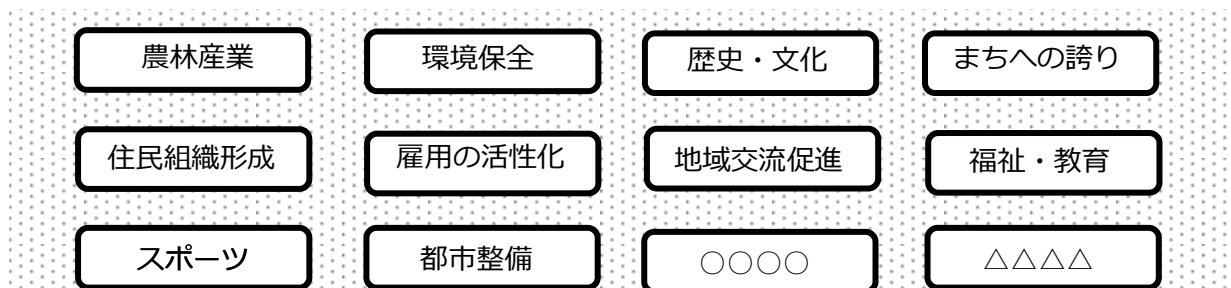 農林産業 環境保全 歴史・文化 まちへの誇り
住民組織形成 雇用の活性化 地域交流促進 福祉・教育
スポーツ 都市整備 ○○○○ △△△△